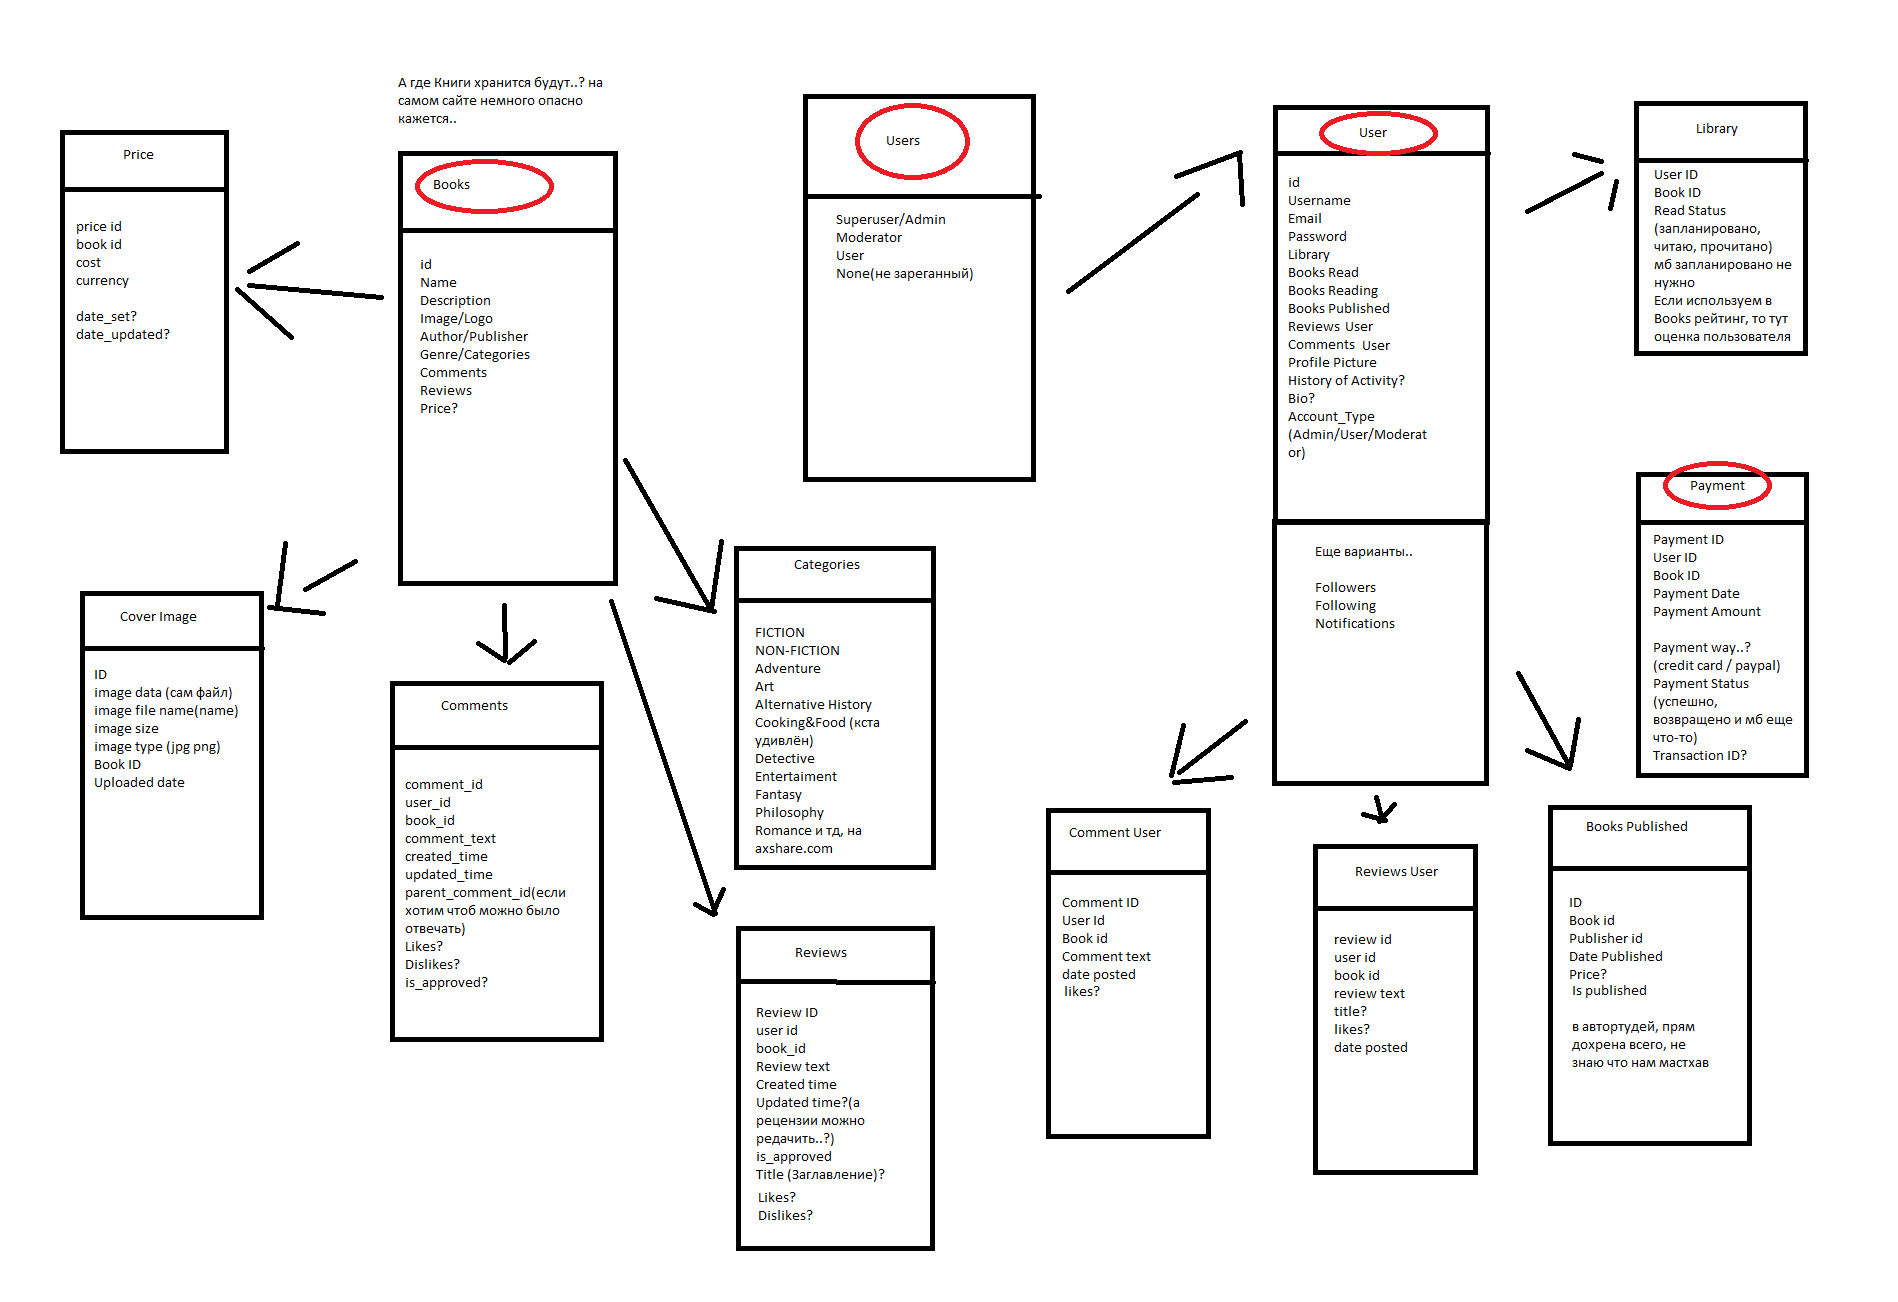 А где Книги хранится будут..? на
самом сайте немного опасно
кажется..
Price
price id
book id
cost
currency
date_set?
date_updated?
Books
id
Name
Description
Image/Logo
Author/Publisher
Genre/Categories
Comments
Reviews
Price?
Users
Superuser/Admin
Moderator
User
None(не зареганный)
User
id
Username
Email
Password
Library
Books Read
Books Reading
Books Published
Reviews User
Comments User
Profile Picture
History of Activity?
Bio?
Account_Type
(Admin/User/Moderat
or)
Еще варианты..
Followers
Following
Notifications
Library
User ID
Book ID
Read Status
(запланировано,
читаю, прочитано)
мб запланировано не
нужно
Если используем в
Books рейтинг, то тут
оценка пользователя
Payment
Payment ID
User ID
Book ID
Payment Date
Payment Amount
Payment way..?
(credit card / paypal)
Payment Status
(успешно,
возвращено и мб еще
что-то)
Transaction ID?
Cover Image
ID
image data (сам файл)
image file name(name)
image size
image type (jpg png)
Book ID
Uploaded date
Comments
comment_id
user_id
book_id
comment_text
created_time
updated_time
parent_comment_id(если
хотим чтоб можно было
отвечать)
Likes?
Dislikes?
is_approved?
Categories
FICTION
NON-FICTION
Adventure
Art
Alternative History
Cooking&Food (кста
удивлён)
Detective
Entertaiment
Fantasy
Philosophy
Romance и тд, на
axshare.com
Reviews
Review ID
user id
book_id
Review text
Created time
Updated time?(а
рецензии можно
редачить..?)
is_approved
Title (Заглавление)?
Likes?
Dislikes?
Comment User
Comment ID
User Id
Book id
Comment text
date posted
likes?
Reviews User
review id
user id
book id
review text
title?
likes?
date posted
Books Published
ID
Book id
Publisher id
Date Published
Price?
Is published
в автортудей, прям
дохрена всего, не
знаю что нам мастхав